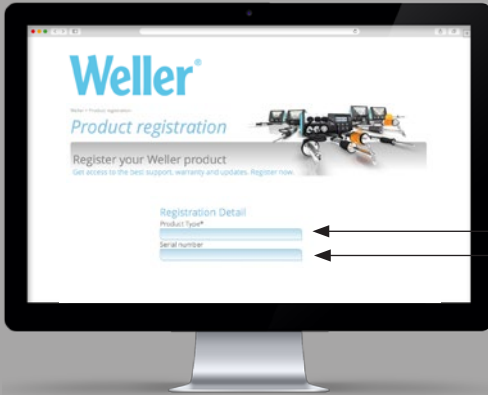 Weller®
Weller > Product registration
Product registration
Register your Weller product
Get access to the best support, warranty and updates. Register now.
Registration Detail
Product Type*
Serial number